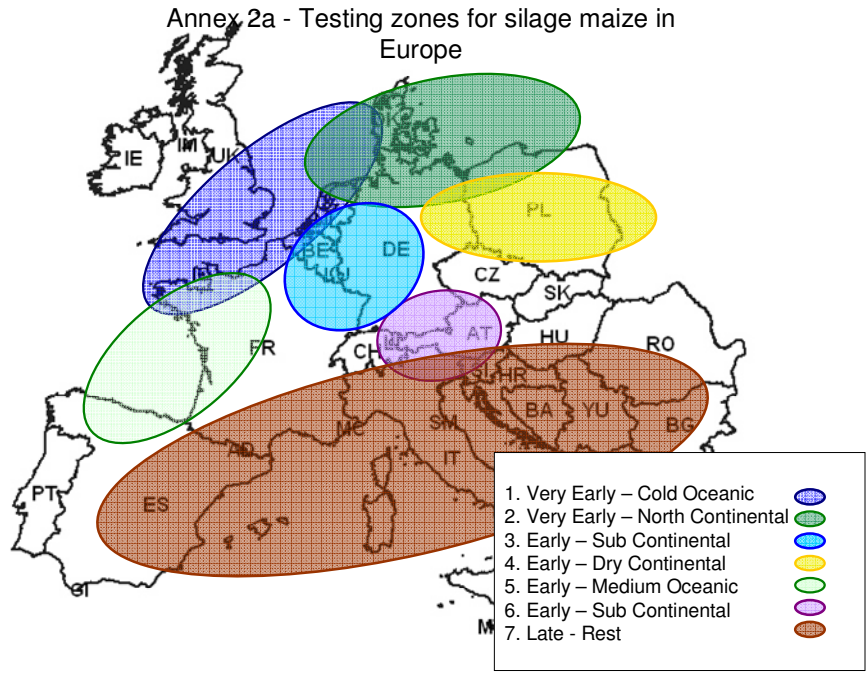 Annex 2a - Testing zones for silage maize in
Europe
DK
IE
IM
UK
PL
BE
DE
LU
CZ
SK
FR
CH
LI
AT
HU
RO
SI
HR
BA
YU
MC
SM
BG
AD
IT
ES
PT
GI
1. Very Early – Cold Oceanic
2. Very Early – North Continental
3. Early – Sub Continental
4. Early – Dry Continental
5. Early – Medium Oceanic
6. Early – Sub Continental
7. Late - Rest